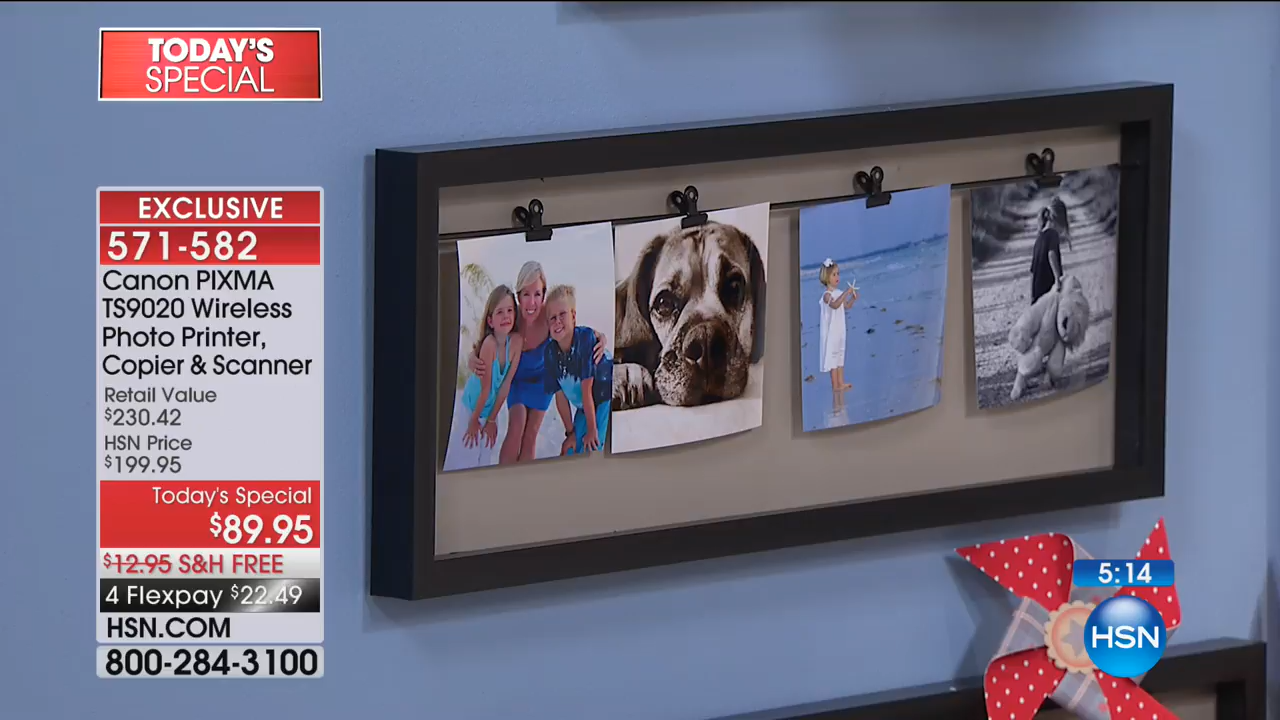 TODAY'S
SPECIAL
EXCLUSIVE
571-582
Canon PIXMA
TS9020 Wireless
Photo Printer,
Copier & Scanner
Retail Value
$230.42
HSN Price
$199.95
Today's Special
$89.95
$12.95 S&H FREE
4 Flexpay $22.49
HSN.COM
800-284-3100
5:14
HSN